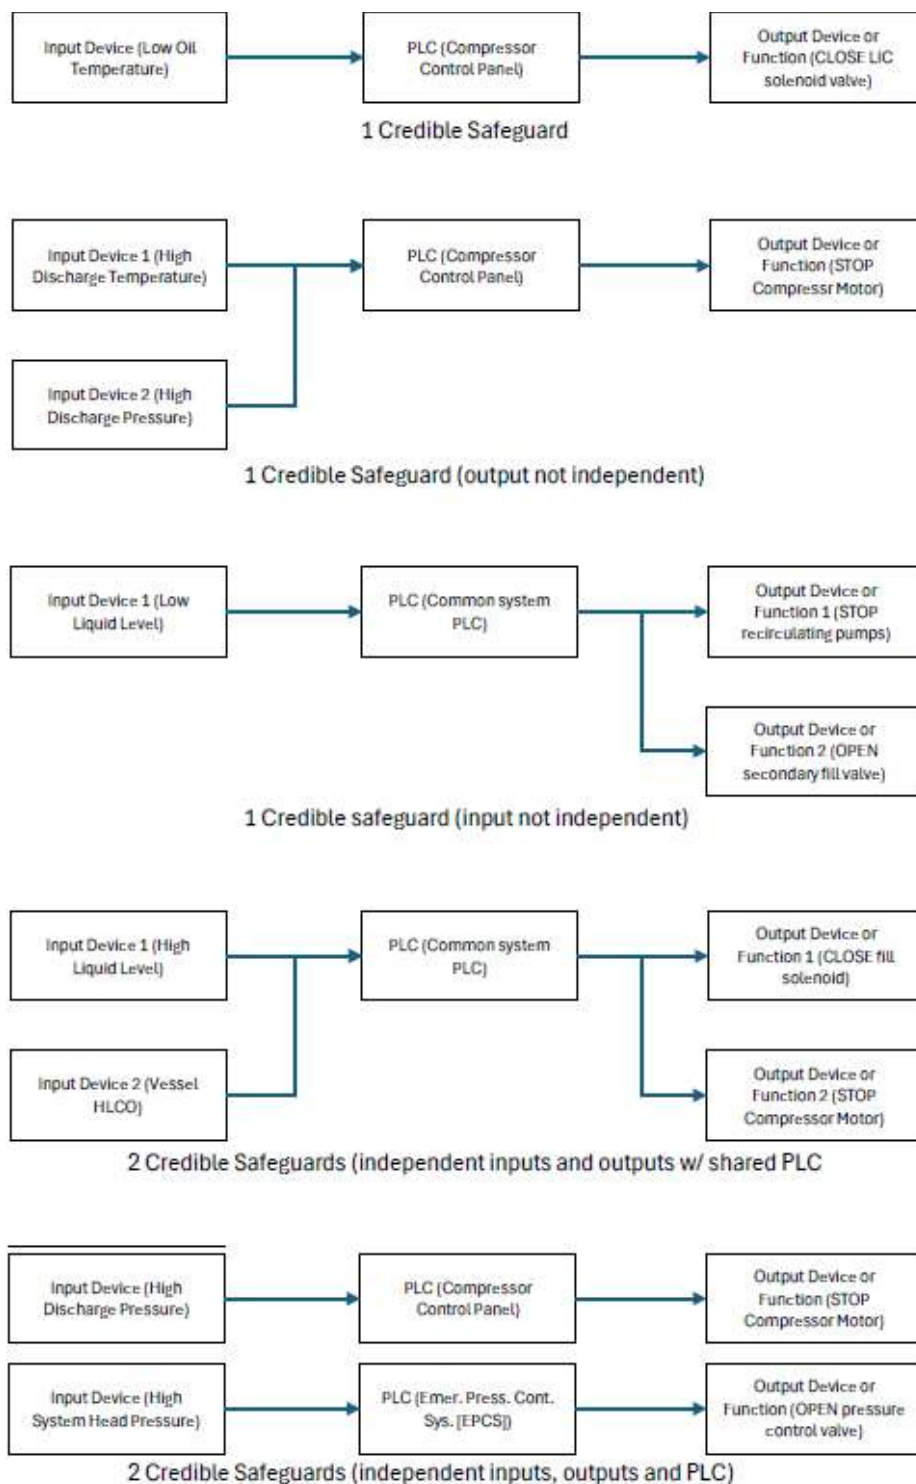 Input Device (Low Oil
Temperature)
PLC (Compressor
Control Panel)
Output Device or
Function (CLOSE LIC
solenoid valve)
1 Credible Safeguard
Input Device 1 (High
Discharge Temperature)
PLC (Compressor
Control Panel)
Output Device or
Function (STOP
Compressr Motor)
Input Device 2 (High
Discharge Pressure)
1 Credible Safeguard (output not independent)
Input Device 1 (Low
Liquid Level)
PLC (Common system
PLC)
Output Device or
Function 1 (STOP
recirculating pumps)
Output Device or
Function 2 (OPEN
secondary fill valve)
1 Credible safeguard (input not independent)
Input Device 1 (High
Liquid Level)
PLC (Common system
PLC)
Output Device or
Function 1 (CLOSE fill
solenoid)
Input Device 2 (Vessel
HLCO)
Output Device or
Function 2 (STOP
Compressor Motor)
2 Credible Safeguards (independent inputs and outputs w/ shared PLC
Input Device (High
Discharge Pressure)
PLC (Compressor
Control Panel)
Output Device or
Function (STOP
Compressor Motor)
Input Device (High
System Head Pressure)
PLC (Emer. Press. Cont.
Sys. [EPCS])
Output Device or
Function (OPEN pressure
control valve)
2 Credible Safeguards (independent inputs, outputs and PLC)